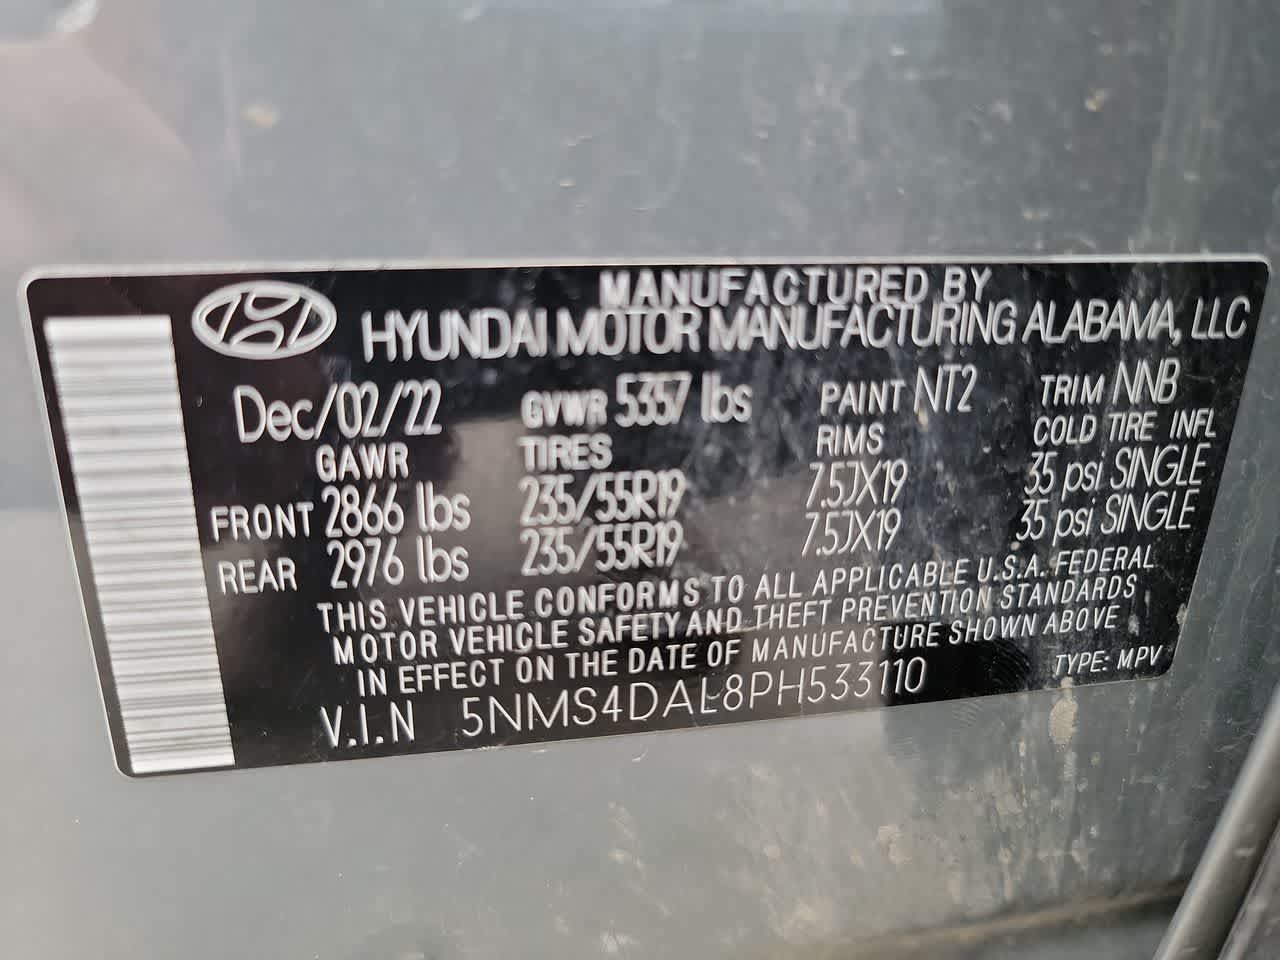 MANUFACTURED BY
HYUNDAI MOTOR MANUFACTURING ALABAMA, LLC
Dec/02/22 GVWR 5357 lbs PAINT NT2 TRIM NNB
GAWR TIRES RIMS COLD TIRE INFL
FRONT 2866 lbs 235/55R19 7.5JX19 35 psi SINGLE
REAR 2976 lbs 235/55R19 7.5JX19 35 psi SINGLE
THIS VEHICLE CONFORMS TO ALL APPLICABLE U.S.A. FEDERAL
MOTOR VEHICLE SAFETY AND THEFT PREVENTION STANDARDS
IN EFFECT ON THE DATE OF MANUFACTURE SHOWN ABOVE
V.I.N 5NMS4DAL8PH533110 TYPE: M.PV